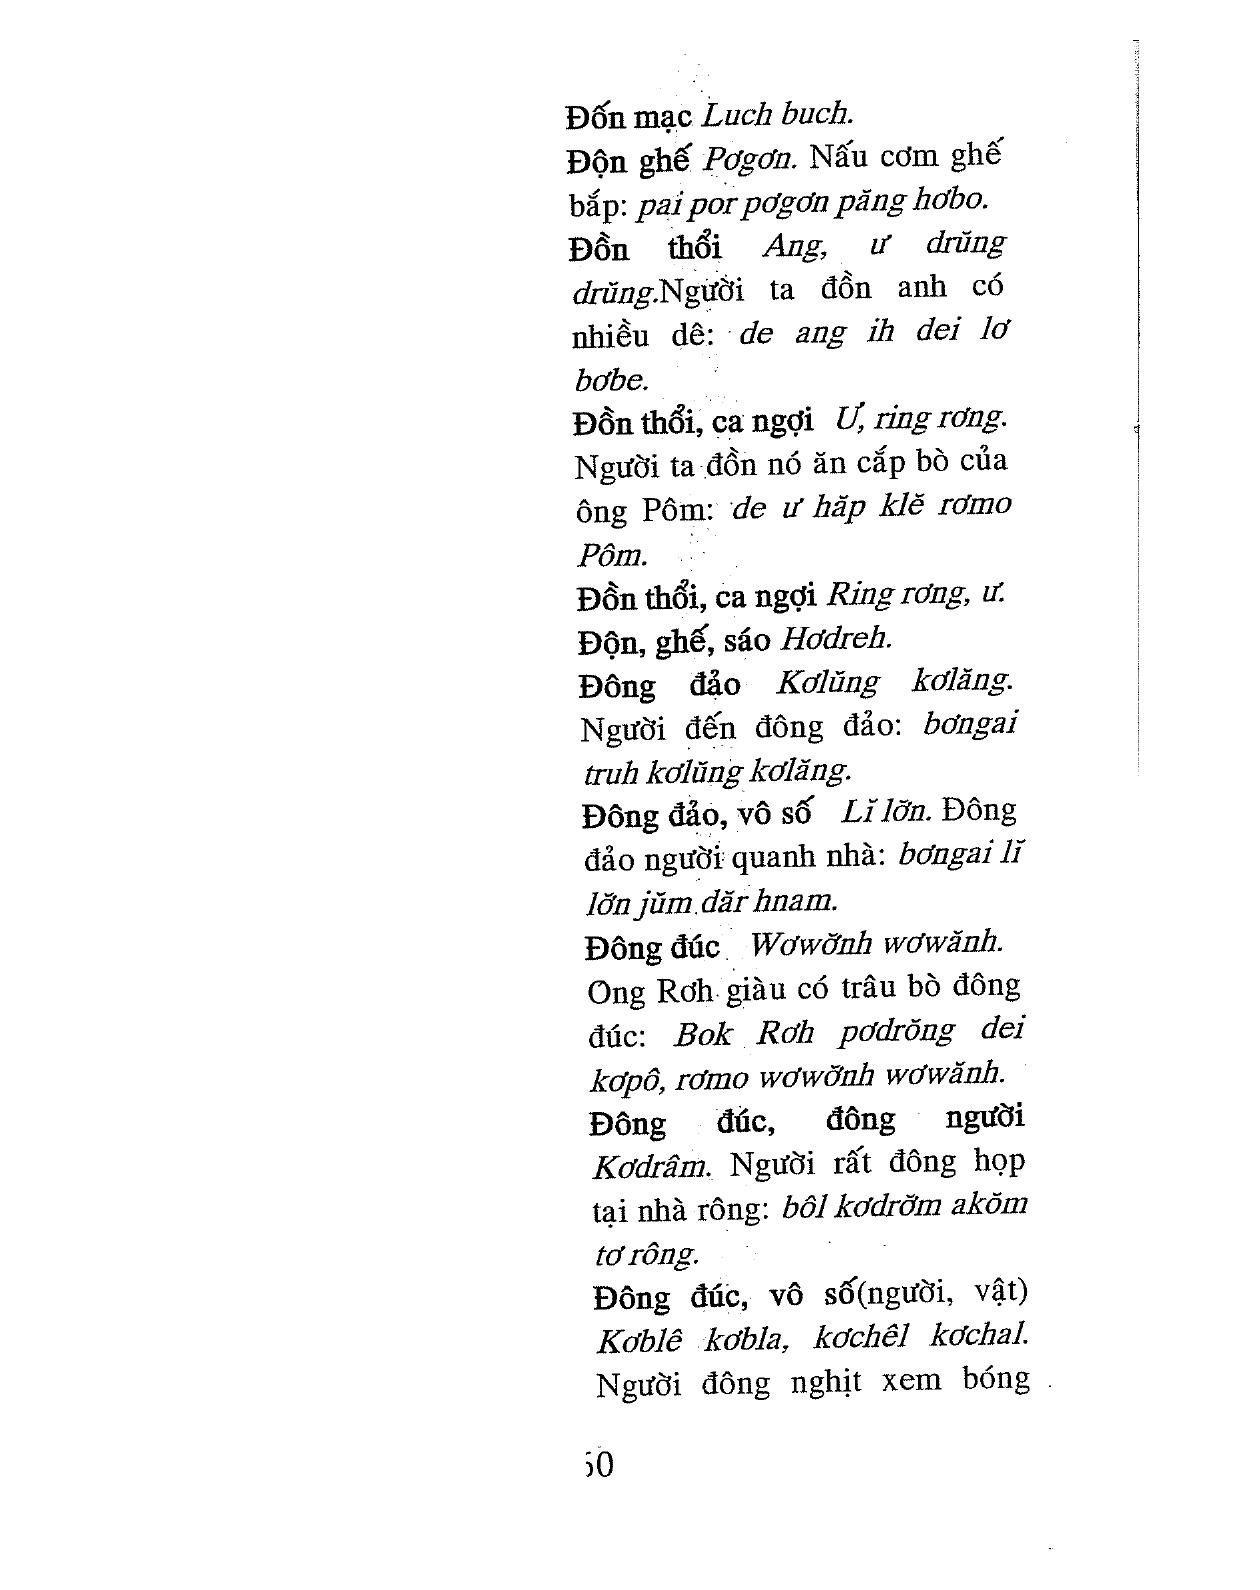 Đốn mạc Luch buch.
Độn ghế Pơgơn. Nấu cơm ghế
bắp: pai por pơgơn păng hơbo.
Đồn thổi Ang, ư drŭng
drŭng.Người ta đồn anh có
nhiều dê: de ang ih dei lơ
bơbe.
Đồn thổi, ca ngợi Ư, ring rơng.
Người ta đồn nó ăn cắp bò của
ông Pôm: de ư hăp klĕ rơmo
Pôm.
Đồn thổi, ca ngợi Ring rơng, ư.
Độn, ghế, sáo Hơdreh.
Đông đảo Kơlŭng kơlăng.
Người đến đông đảo: bơngai
truh kơlŭng kơlăng.
Đông đảo, vô số Lĭ lơ̆n. Đông
đảo người quanh nhà: bơngai lĭ
lơ̆n jŭm dăr hnam.
Đông đúc Wơwơ̆nh wơwănh.
Ong Rơh giàu có trâu bò đông
đúc: Bok Rơh pơdrŏng dei
kơpô, rơmo wơwơ̆nh wơwănh.
Đông đúc, đông người
Kơdrâm. Người rất đông họp
tại nhà rông: bôl kơdrơ̆m akŏm
tơ rông.
Đông đúc, vô số(người, vật)
Kơblê kơbla, kơchêl kơchal.
Người đông nghịt xem bóng